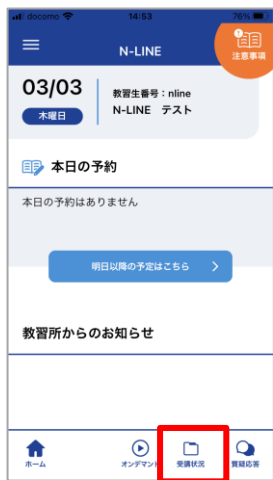 docomo 14:53 76%
N-LINE
注意事項
03/03
木曜日
教習生番号：nline
N-LINE テスト
本日の予約
本日の予約はありません
明日以降の予定はこちら
教習所からのお知らせ
ホーム オンデマンド 受講状況 質疑応答